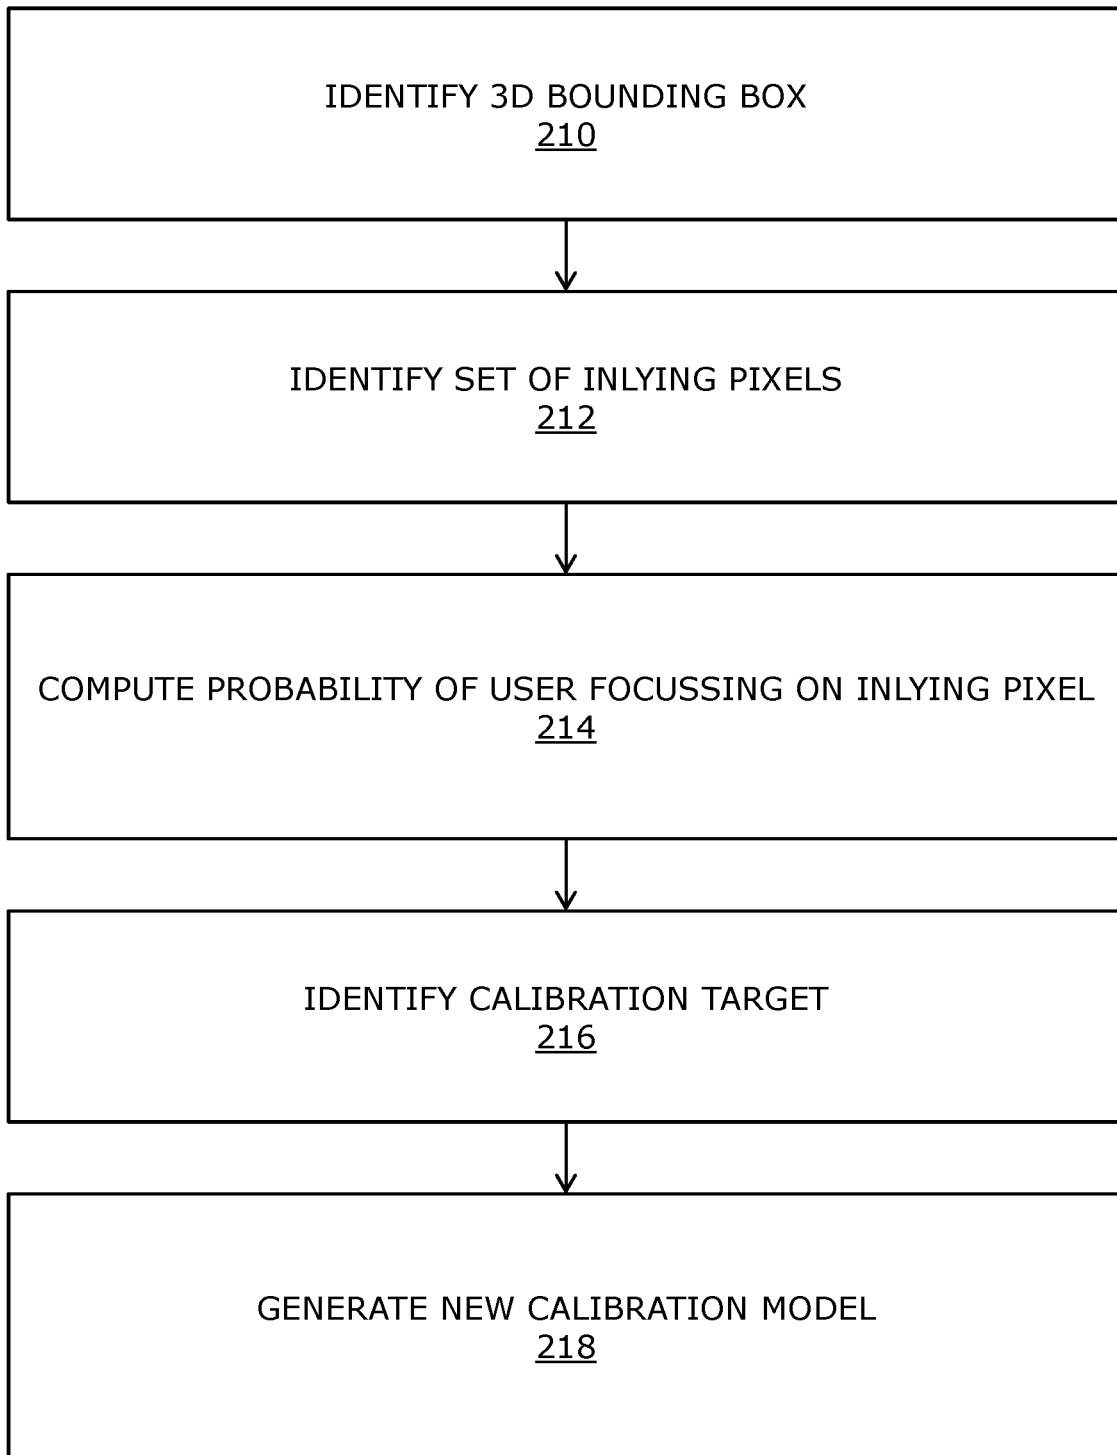 IDENTIFY 3D BOUNDING BOX
210
IDENTIFY SET OF INLYING PIXELS
212
COMPUTE PROBABILITY OF USER FOCUSSING ON INLYING PIXEL
214
IDENTIFY CALIBRATION TARGET
216
GENERATE NEW CALIBRATION MODEL
218